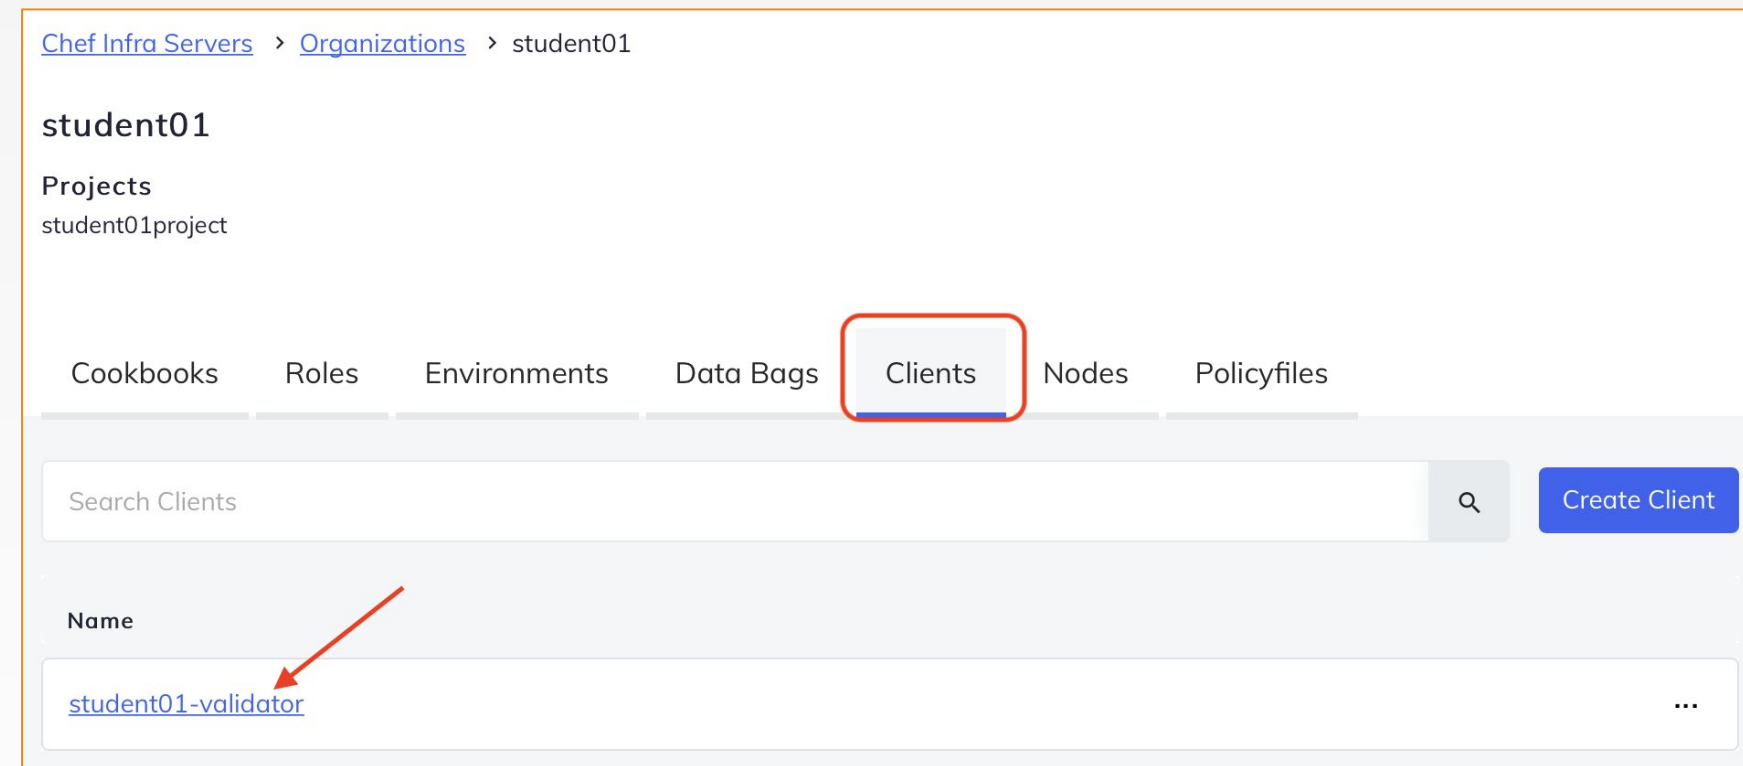 Chef Infra Servers > Organizations > student01
student01
Projects
student01project
Cookbooks Roles Environments Data Bags Clients Nodes Policyfiles
Search Clients Create Client
Name
student01-validator ...